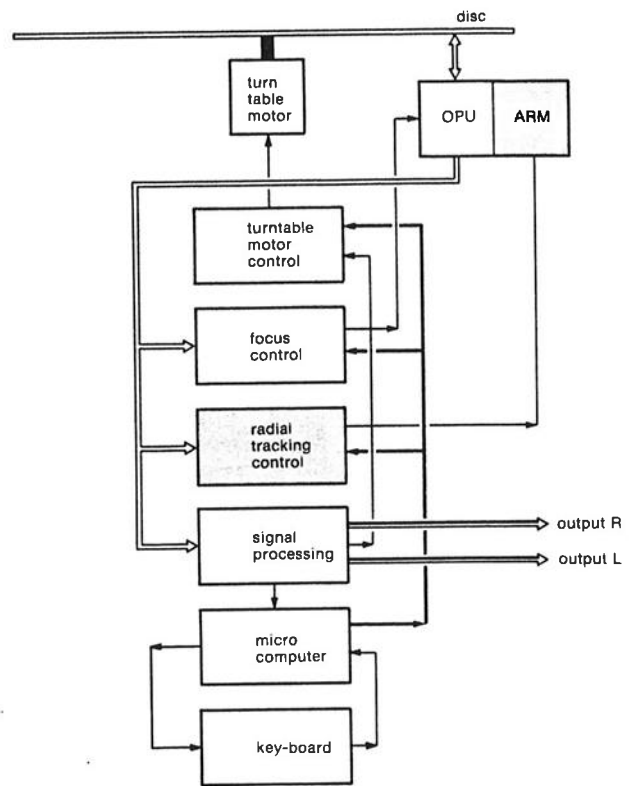 disc
turn
table
motor
OPU
ARM
turntable
motor
control
focus
control
radial
tracking
control
signal
processing
output R
output L
micro
computer
key-board